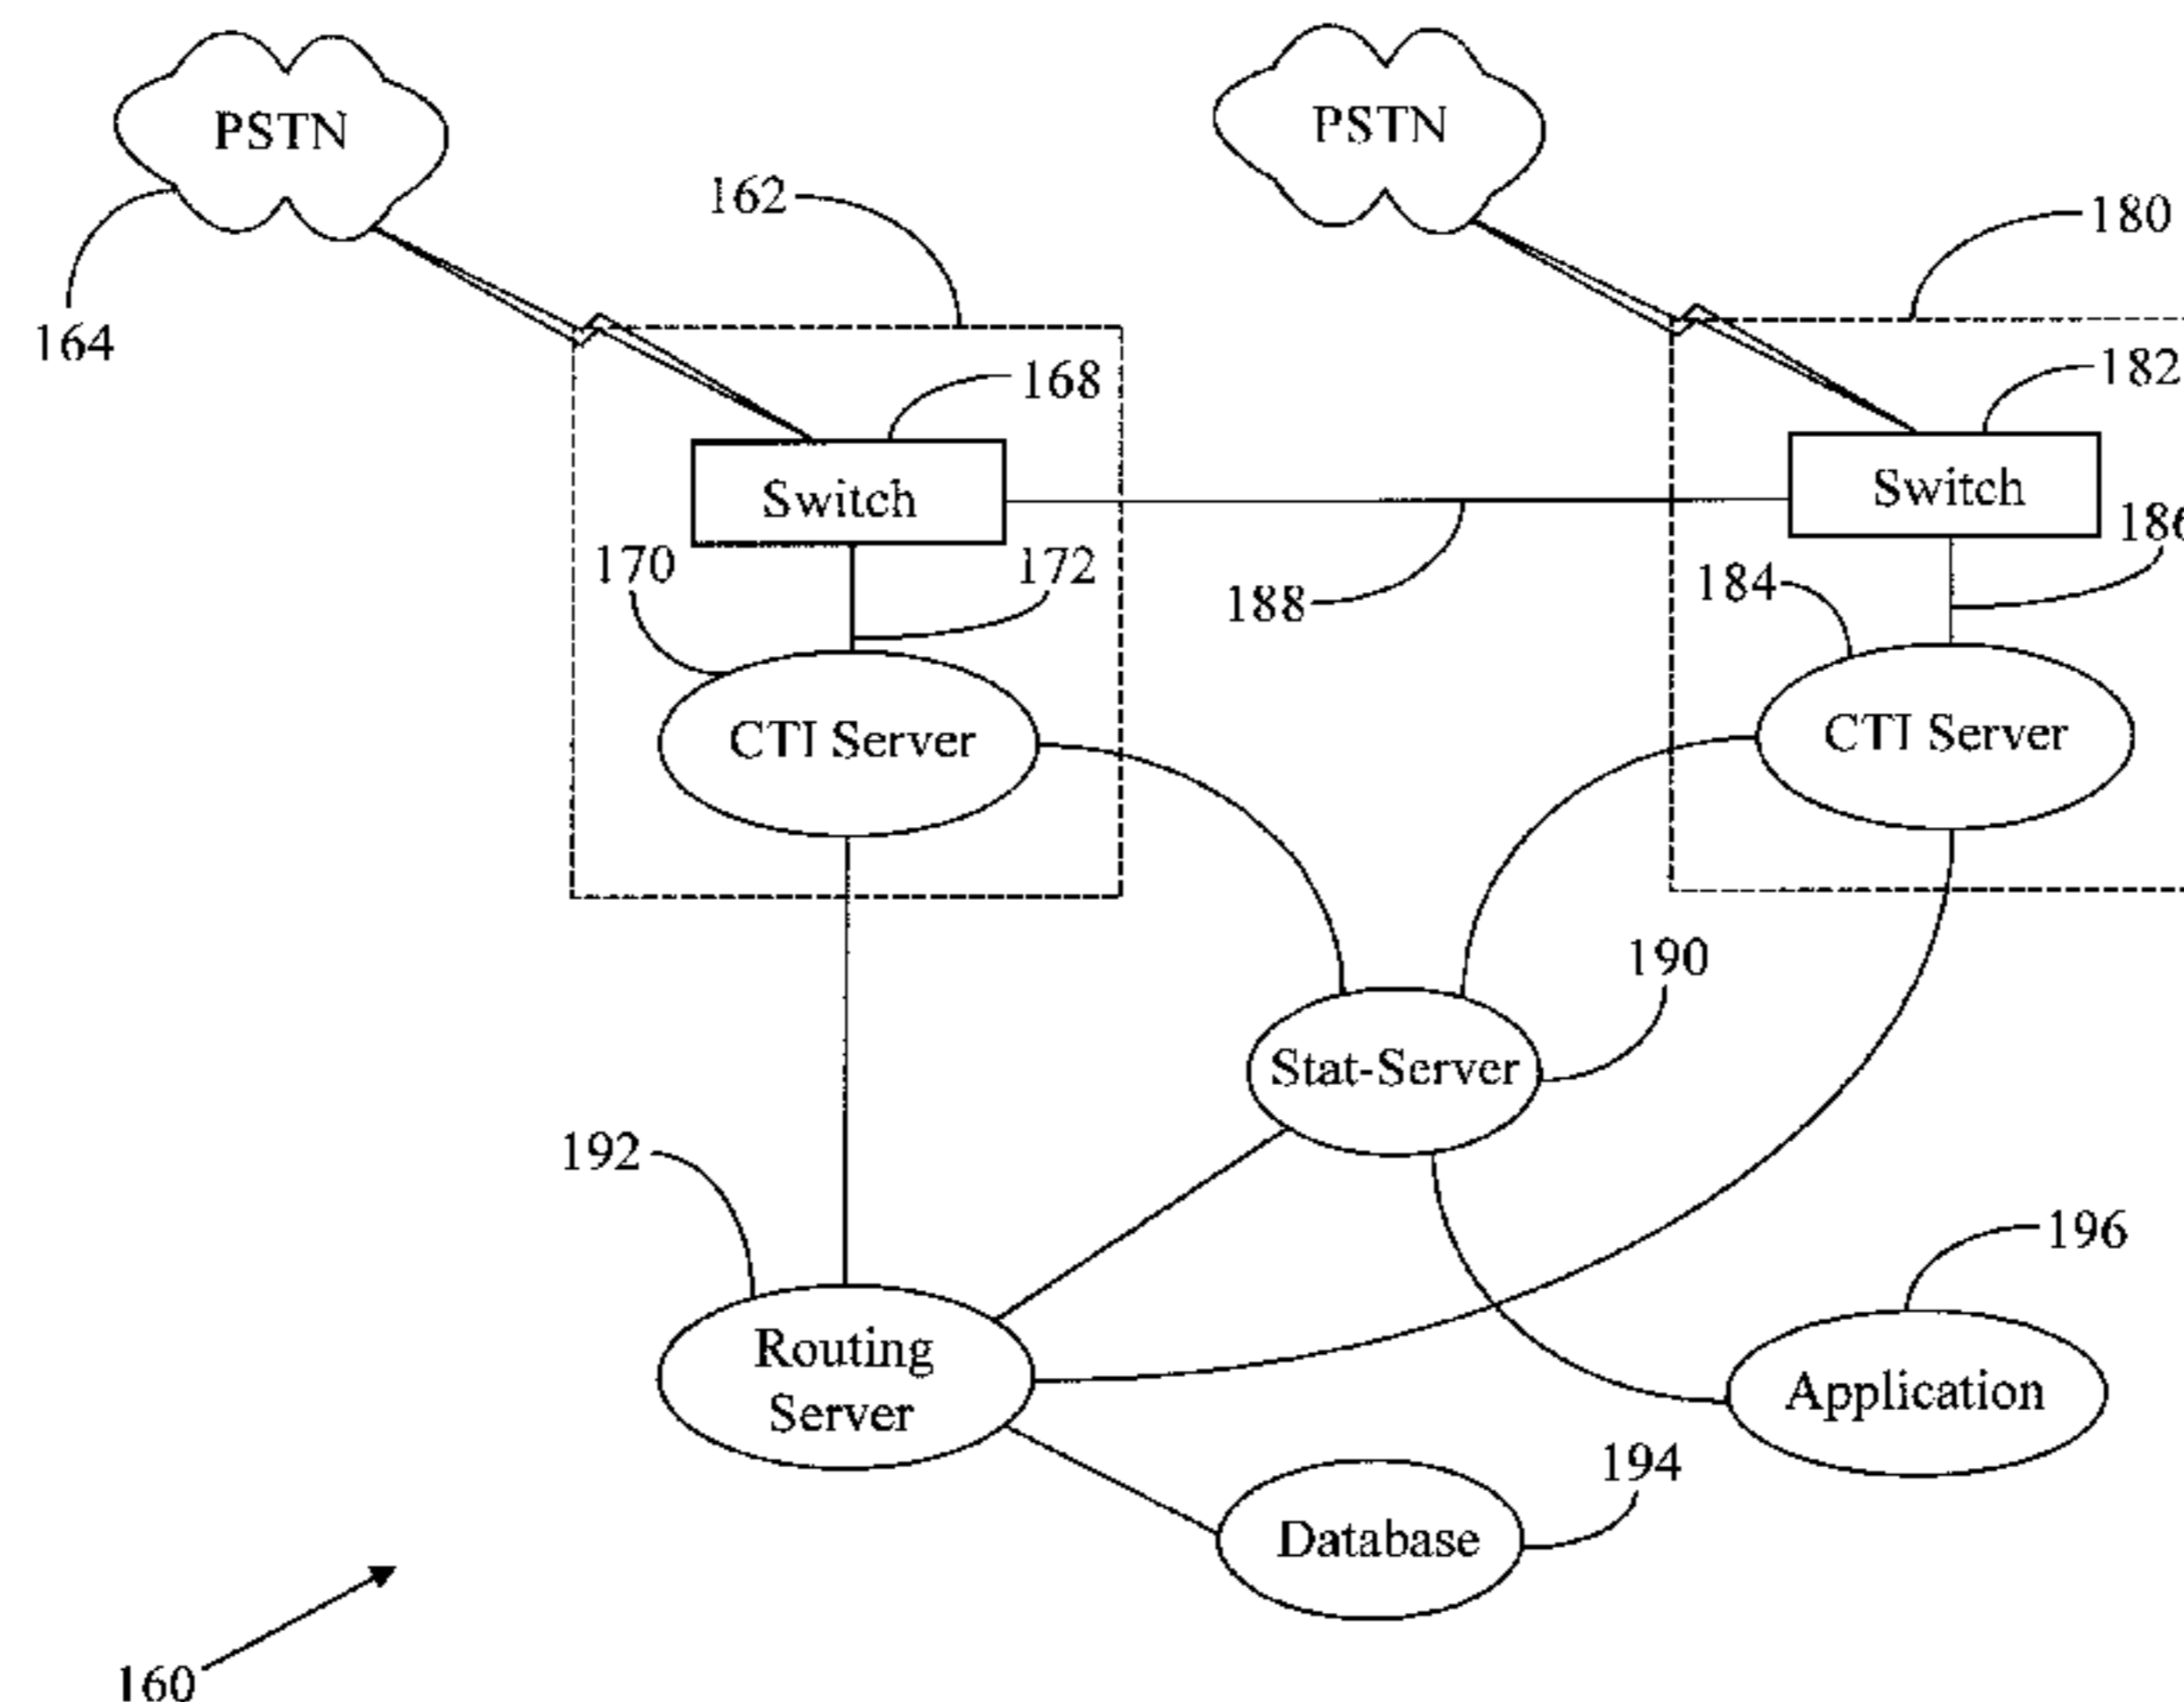 PSTN
PSTN
162
180
164
168
182
Switch
Switch
186
170
172
184
188
CTI Server
CTI Server
190
Stat-Server
192
196
Routing
Server
Application
194
Database
160